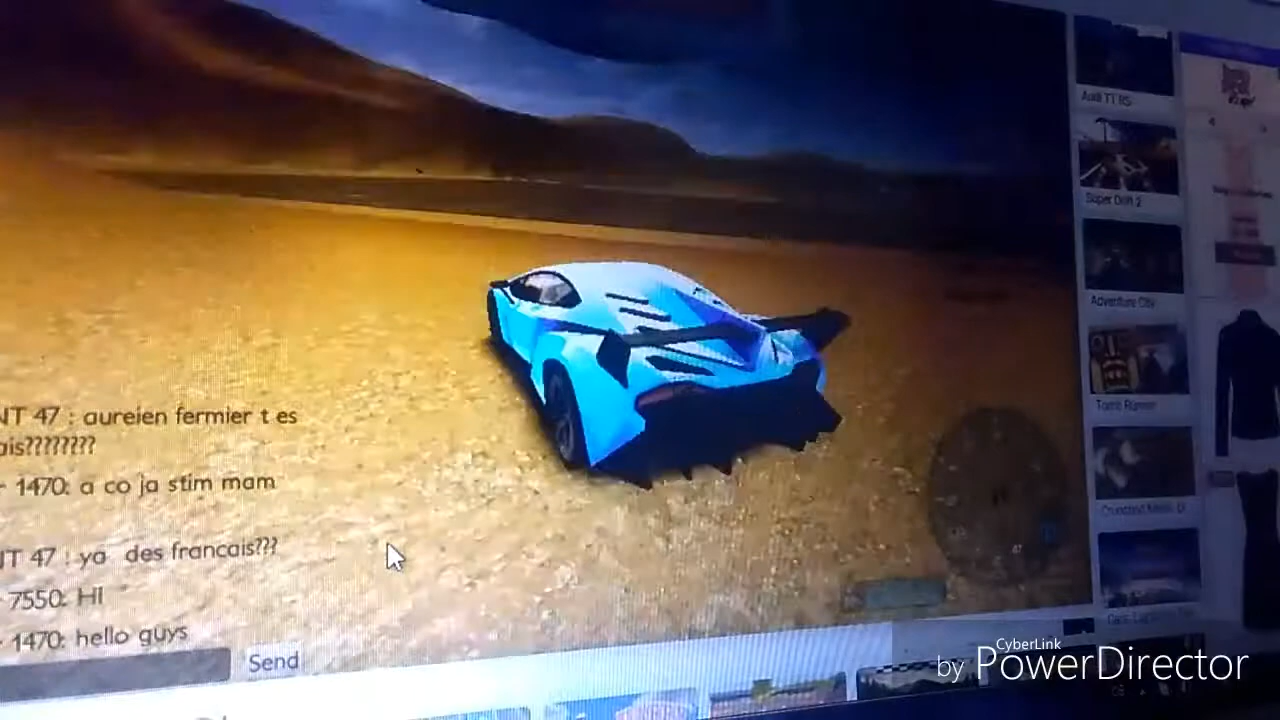 NT 47 : aureien fermier t es
ais????????
1470: a co ja stim mam
NT 47 : ya des francais???
7550: HI
1470: hello guys
Send
Audi TT RS
Super Drift 2
Adventure City
Tomb Runner
CyberLink
by PowerDirector